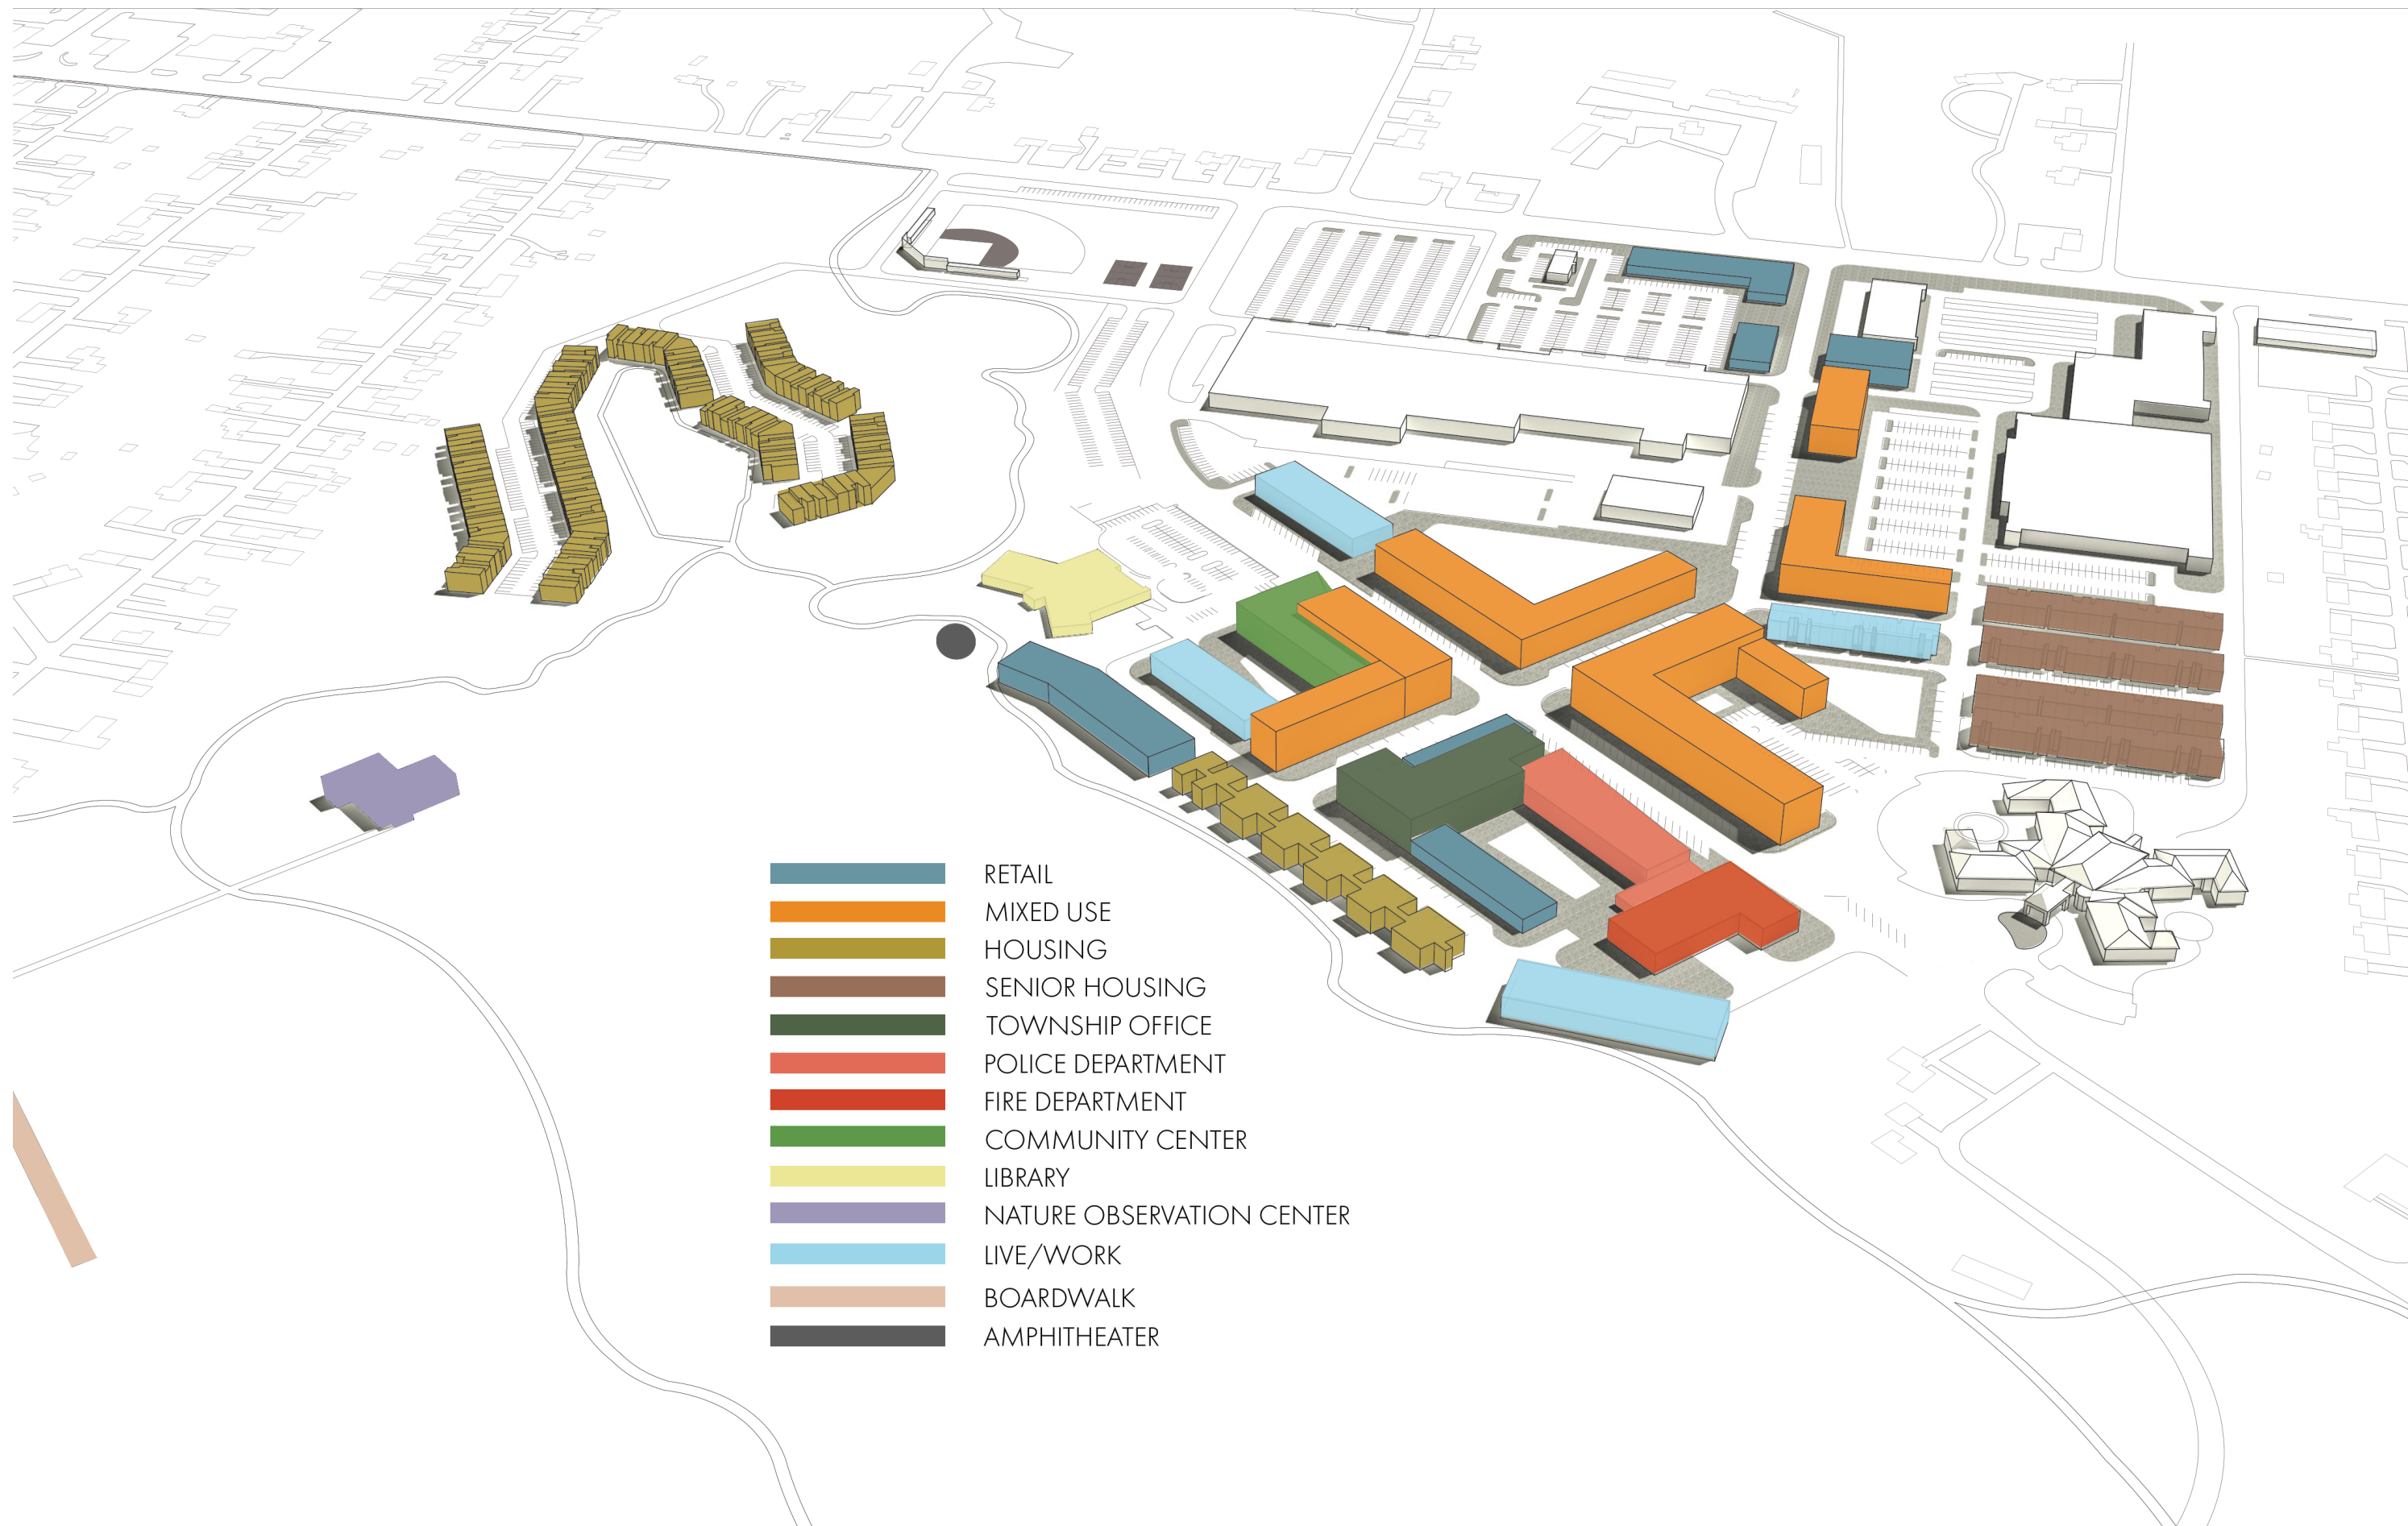 RETAIL
MIXED USE
HOUSING
SENIOR HOUSING
TOWNSHIP OFFICE
POLICE DEPARTMENT
FIRE DEPARTMENT
COMMUNITY CENTER
LIBRARY
NATURE OBSERVATION CENTER
LIVE/WORK
BOARDWALK
AMPHITHEATER